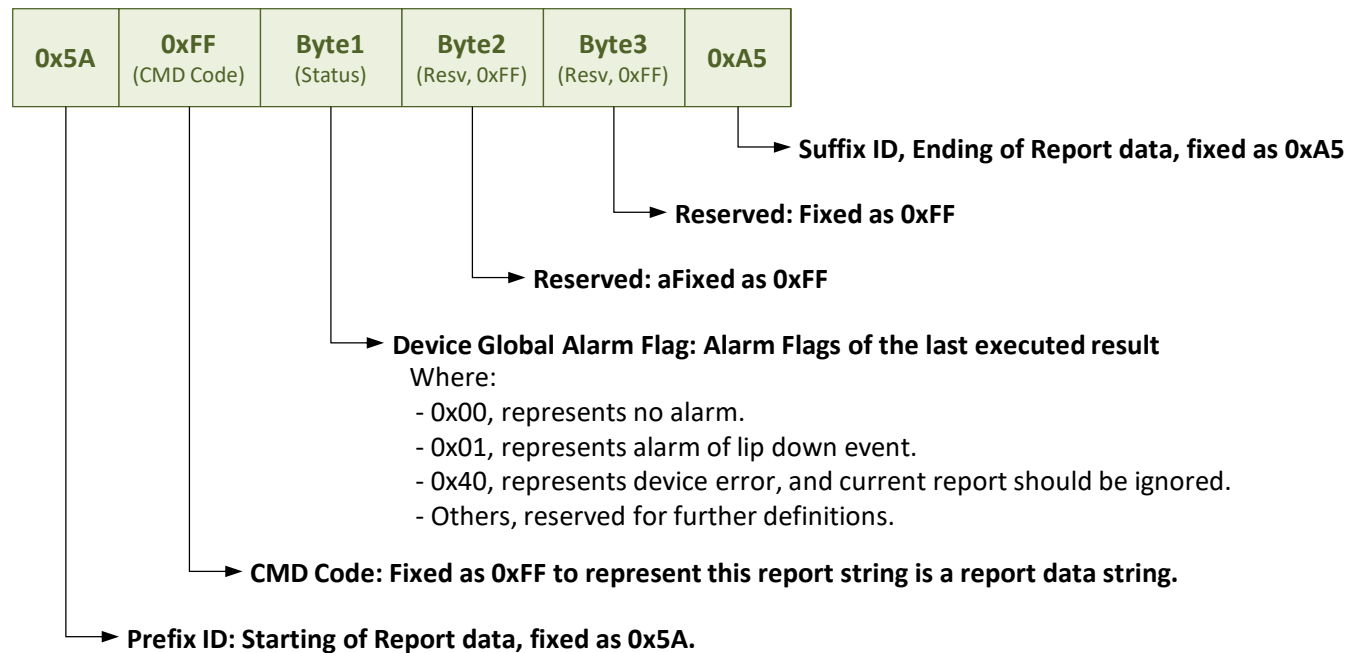 0x5A
0xFF
(CMD Code)
Byte1
(Status)
Byte2
(Resv, 0xFF)
Byte3
(Resv, 0xFF)
0xA5
Suffix ID, Ending of Report data, fixed as 0xA5
Reserved: Fixed as 0xFF
Reserved: aFixed as 0xFF
Device Global Alarm Flag: Alarm Flags of the last executed result
Where:
- 0x00, represents no alarm.
- 0x01, represents alarm of lip down event.
- 0x40, represents device error, and current report should be ignored.
- Others, reserved for further definitions.
CMD Code: Fixed as 0xFF to represent this report string is a report data string.
Prefix ID: Starting of Report data, fixed as 0x5A.